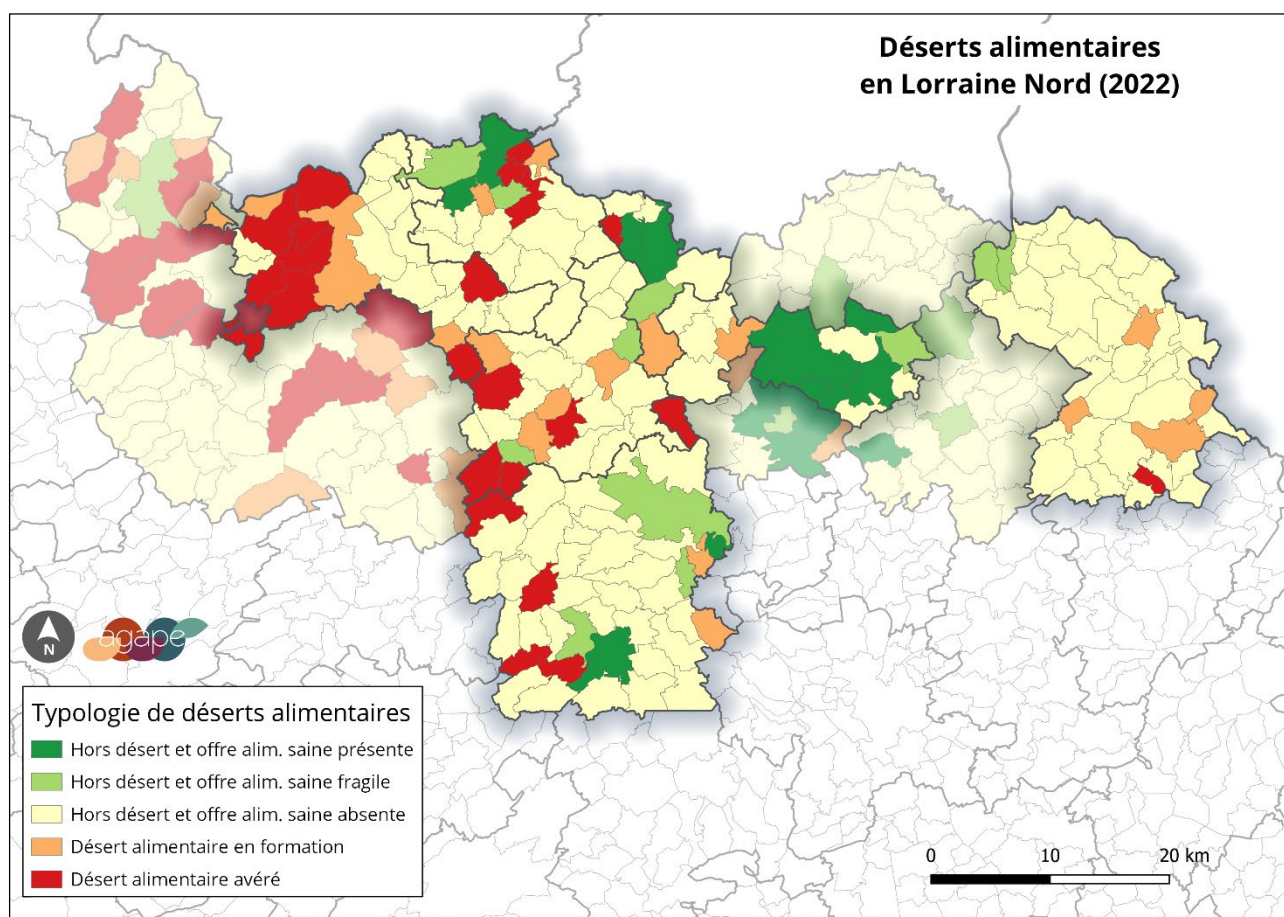 Déserts alimentaires
en Lorraine Nord (2022)
N
agape
Typologie de déserts alimentaires
Hors désert et offre alim. saine présente
Hors désert et offre alim. saine fragile
Hors désert et offre alim. saine absente
Désert alimentaire en formation
Désert alimentaire avéré
0 10 20 km